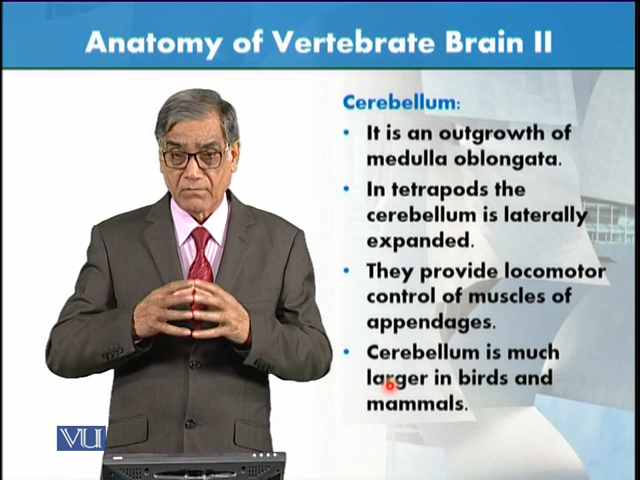 Anatomy of Vertebrate Brain II
Cerebellum:
• It is an outgrowth of
medulla oblongata.
• In tetrapods the
cerebellum is laterally
expanded.
• They provide locomotor
control of muscles of
appendages.
• Cerebellum is much
larger in birds and
mammals.
VU